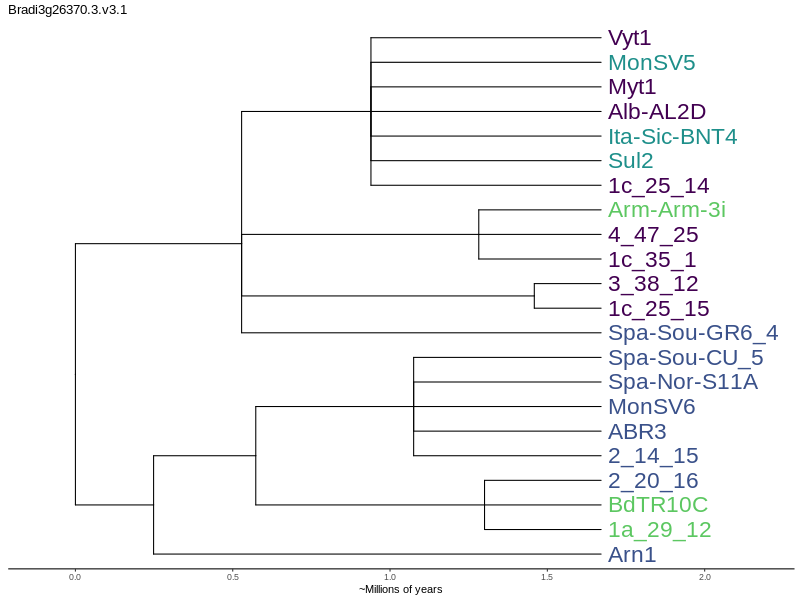 Bradi3g26370.3.v3.1
Vyt1
MonSV5
Myt1
Alb-AL2D
Ita-Sic-BNT4
Sul2
1c_25_14
Arm-Arm-3i
4_47_25
1c_35_1
3_38_12
1c_25_15
Spa-Sou-GR6_4
Spa-Sou-CU_5
Spa-Nor-S11A
MonSV6
ABR3
2_14_15
2_20_16
BdTR10C
1a_29_12
Arn1
0.0 0.5 1.0 1.5 2.0
~Millions of years